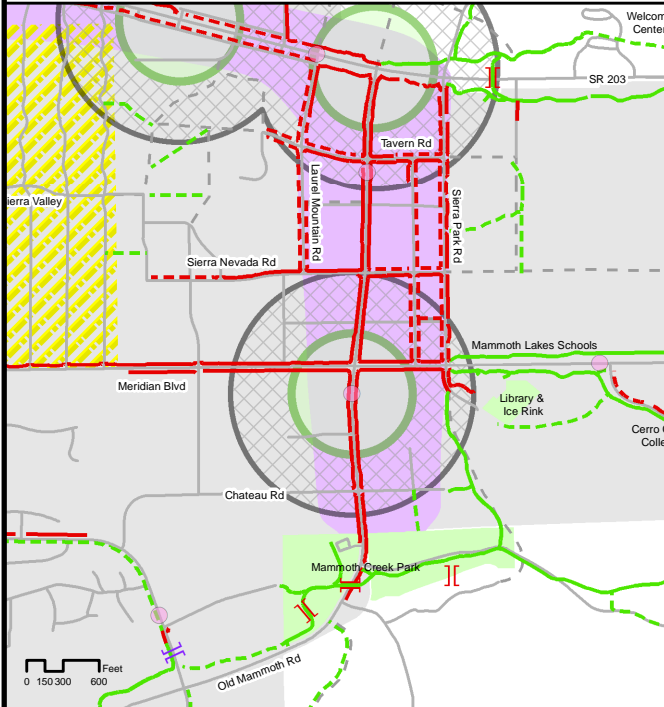 Welcom
Center
SR 203
Tavern Rd
Laurel Mountain Rd
Sierra Park Rd
ierra Valley
Sierra Nevada Rd
Mammoth Lakes Schools
Meridian Blvd
Library &
Ice Rink
Cerro
Colle
Chateau Rd
Mammoth Creek Park
Old Mammoth Rd
Feet
0 150 300 600